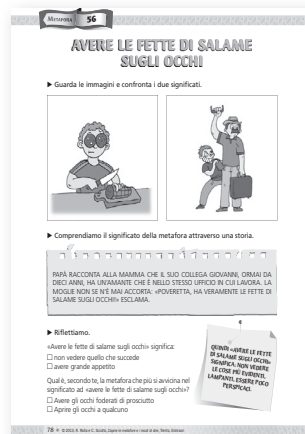 METAFORA 56
AVERE LE FETTE DI SALAME
SUGLI OCCHI
▶ Guarda le immagini e confronta i due significati.
▶ Comprendiamo il significato della metafora attraverso una storia.
PAPÀ RACCONTA ALLA MAMMA CHE IL SUO COLLEGA GIOVANNI, ORMAI DA
DIECI ANNI, HA UN'AMANTE CHE È NELLO STESSO UFFICIO IN CUI LAVORA. LA
MOGLIE NON SE N'È MAI ACCORTA: «POVERETTA, HA VERAMENTE LE FETTE DI
SALAME SUGLI OCCHI!» ESCLAMA.
▶ Riflettiamo.
«Avere le fette di salame sugli occhi» significa:
☐ non vedere quello che succede
☐ avere grande appetito
Qual è, secondo te, la metafora che più si avvicina nel
significato ad «avere le fette di salame sugli occhi»?
☐ Avere gli occhi foderati di prosciutto
☐ Aprire gli occhi a qualcuno
QUINDI «AVERE LE FETTE
DI SALAME SUGLI OCCHI»
SIGNIFICA: NON VEDERE
LE COSE PIÙ EVIDENTI,
LAMPANTI, ESSERE POCO
PERSPICACI.
78 © 2013,